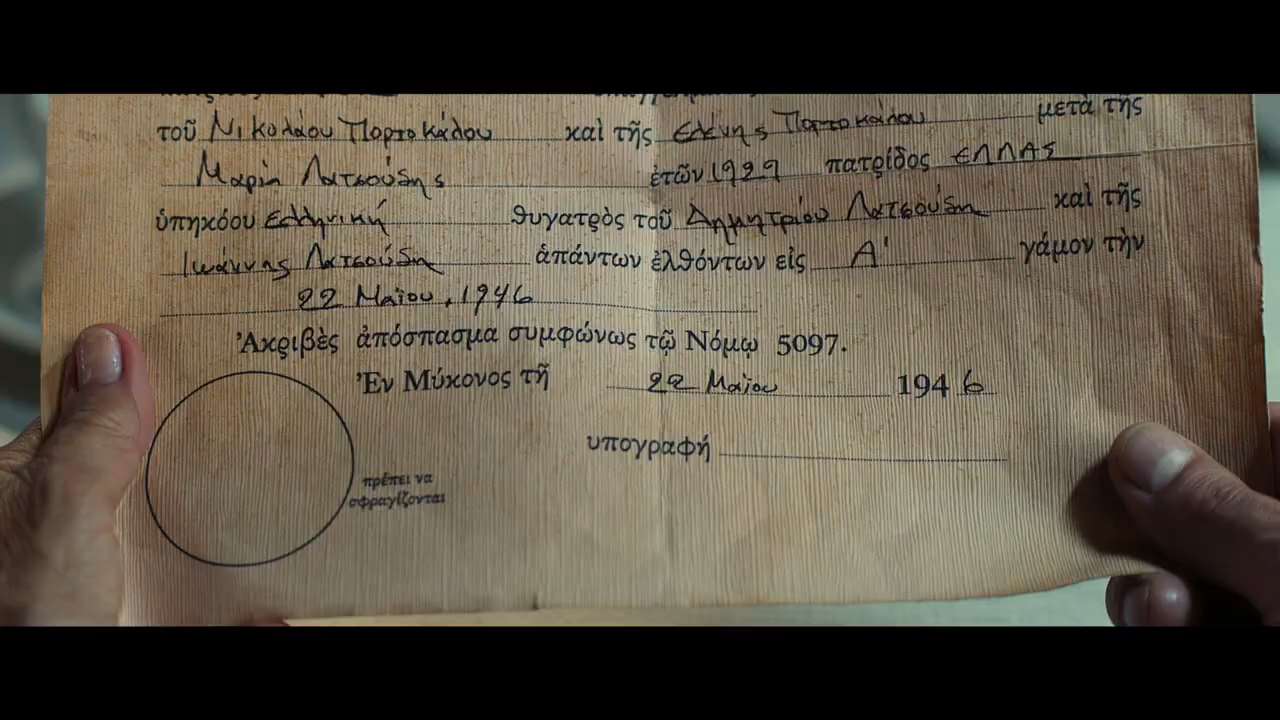 τοῦ Νικολάου Πορτοκάλου καὶ τῆς Ελένης Πορτοκάλου μετὰ τῆς
Μαρία Λατσούδης ἐτῶν 1929 πατρίδος ΕΛΛΑΣ
ὑπηκόου Ελληνική θυγατρὸς τοῦ Δημητρίου Λατσούδη καὶ τῆς
Ιωάννης Λατσούδη ἁπάντων ἐλθόντων εἰς Α' γάμον τὴν
22 Μαΐου, 1946
Ἀκριβὲς ἀπόσπασμα συμφώνως τῷ Νόμῳ 5097.
Ἐν Μύκονος τῇ 22 Μαΐου 1946
υπογραφή
πρέπει να
σφραγίζονται